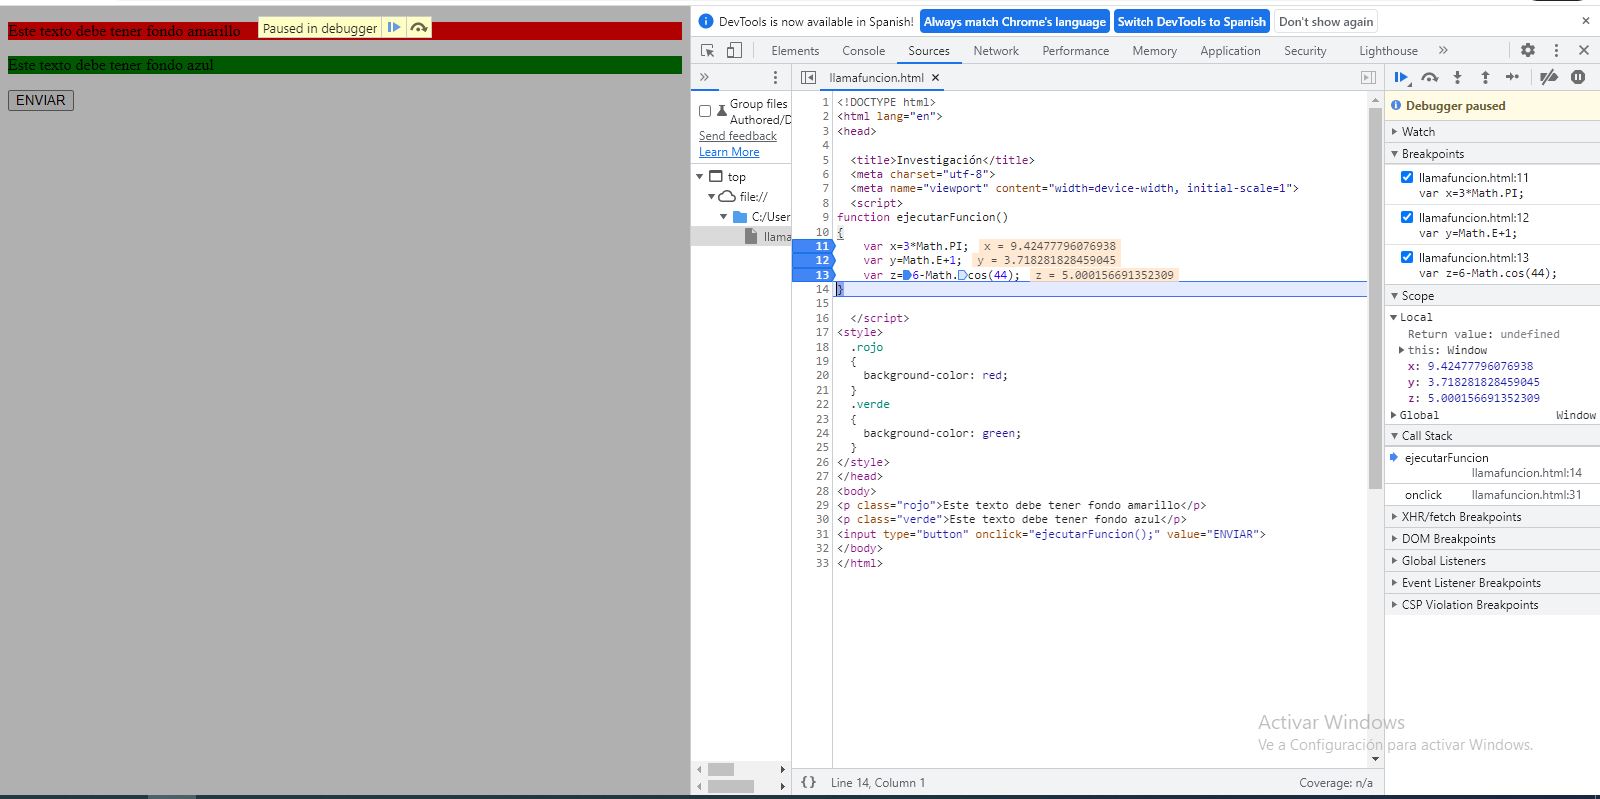 Este texto debe tener fondo amarillo
Paused in debugger
Este texto debe tener fondo azul
ENVIAR
DevTools is now available in Spanish!
Always match Chrome's language
Switch DevTools to Spanish
Don't show again
Elements
Console
Sources
Network
Performance
Memory
Application
Security
Lighthouse
llamafuncion.html
Group files
Authored/D
Send feedback
Learn More
top
file://
C:/User
llama
1 <!DOCTYPE html>
2 <html lang="en">
3 <head>
4
5 <title>Investigación</title>
6 <meta charset="utf-8">
7 <meta name="viewport" content="width=device-width, initial-scale=1">
8 <script>
9 function ejecutarFuncion()
10 {
11 var x=3*Math.PI; x = 9.42477796076938
12 var y=Math.E+1; y = 3.718281828459045
13 var z=6-Math.cos(44); z = 5.000156691352309
14 }
15
16 </script>
17 <style>
18 .rojo
19 {
20 background-color: red;
21 }
22 .verde
23 {
24 background-color: green;
25 }
26 </style>
27 </head>
28 <body>
29 <p class="rojo">Este texto debe tener fondo amarillo</p>
30 <p class="verde">Este texto debe tener fondo azul</p>
31 <input type="button" onclick="ejecutarFuncion();" value="ENVIAR">
32 </body>
33 </html>
{} Line 14, Column 1
Coverage: n/a
Debugger paused
Watch
Breakpoints
llamafuncion.html:11
var x=3*Math.PI;
llamafuncion.html:12
var y=Math.E+1;
llamafuncion.html:13
var z=6-Math.cos(44);
Scope
Local
Return value: undefined
this: Window
x: 9.42477796076938
y: 3.718281828459045
z: 5.000156691352309
Global Window
Call Stack
ejecutarFuncion
llamafuncion.html:14
onclick llamafuncion.html:31
XHR/fetch Breakpoints
DOM Breakpoints
Global Listeners
Event Listener Breakpoints
CSP Violation Breakpoints
Activar Windows
Ve a Configuración para activar Windows.